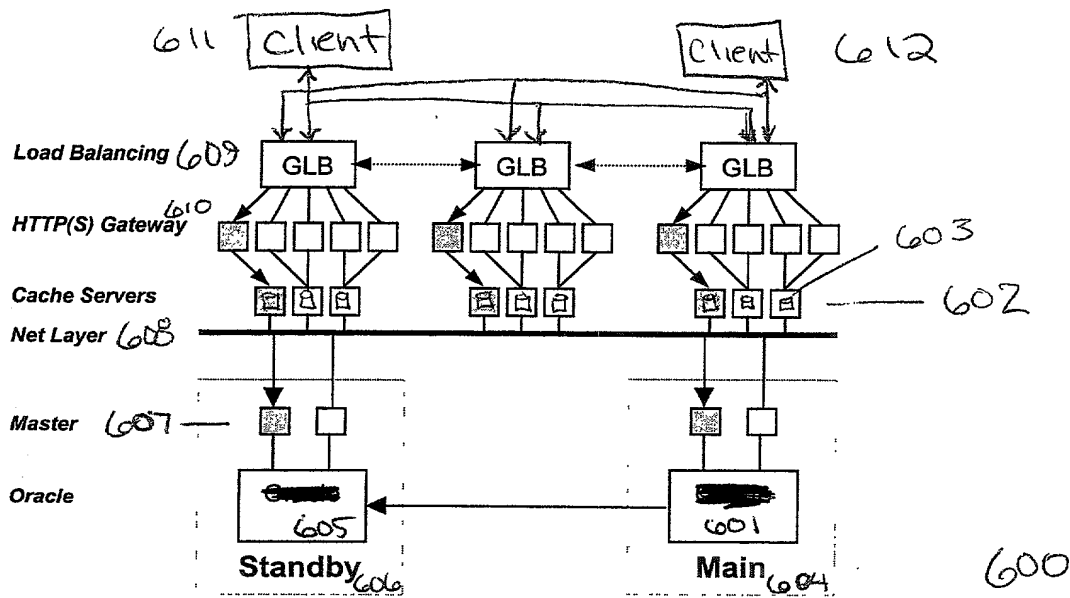 611 Client
Client 612
Load Balancing 609
GLB
GLB
GLB
HTTP(S) Gateway 610
603
Cache Servers
602
Net Layer 608
Master 607
Oracle
605
601
Standby 606
Main 604
600